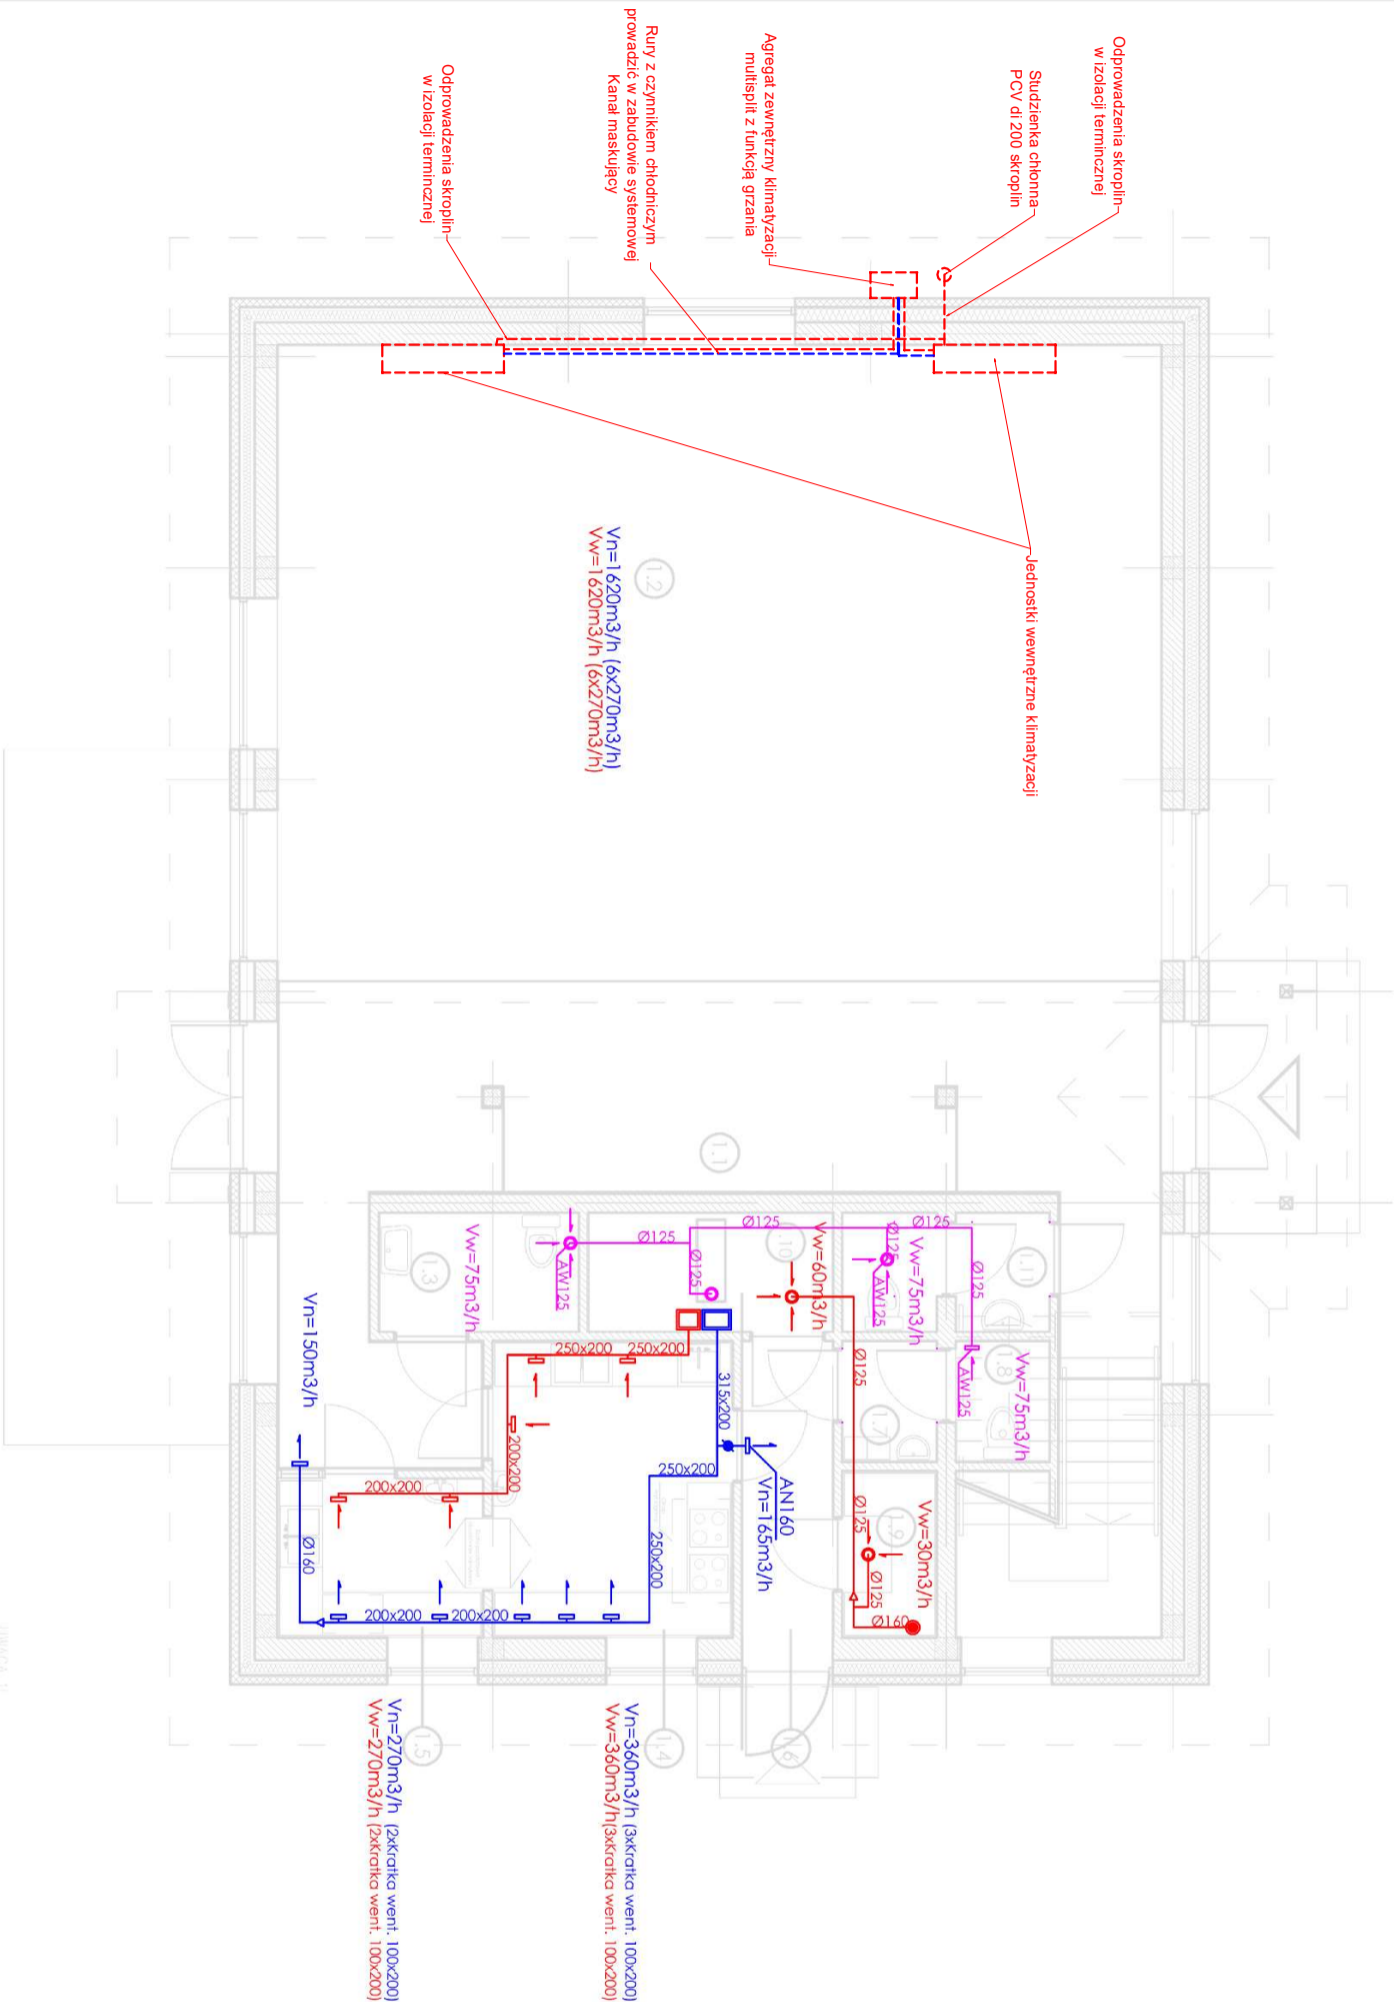 Odprowadzenia skroplin
w izolacji termincznej
Studzienka chłonna
PCV di 200 skroplin
Agregat zewnętrzny klimatyzacji
multisplit z funkcją grzania
Rury z czynnikiem chłodniczym
prowadzić w zabudowie systemowej
Kanał maskujący
Odprowadzenia skroplin
w izolacji termincznej
Jednostki wewnętrzne klimatyzacji
1.2
Vn=1620m3/h (6x270m3/h)
Vw=1620m3/h (6x270m3/h)
1.1
1.11
Ø125
Ø125
Ø125
Vw=75m3/h
AW125
1.8
Vw=75m3/h
AW125
1.10
Vw=60m3/h
Ø125
Ø125
Ø125
AW125
Vw=75m3/h
1.3
Ø125
1.7
315x200
250x200
250x200
200x200
200x200
250x200
250x200
AN160
Vn=165m3/h
Ø125
1.9
Vw=30m3/h
Ø125
Ø160
Vn=150m3/h
Ø160
200x200
200x200
1.6
1.4
1.5
Vn=360m3/h (3xKratka went. 100x200)
Vw=360m3/h(3xKratka went. 100x200)
Vn=270m3/h (2xKratka went. 100x200)
Vw=270m3/h (2xKratka went. 100x200)